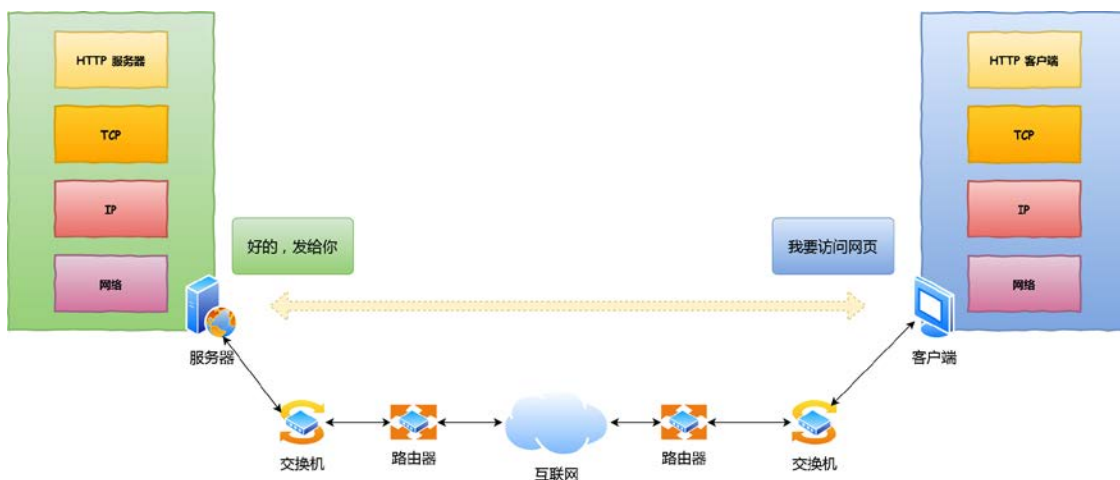 HTTP 服务器
TCP
IP
网络
服务器
好的，发给你
我要访问网页
HTTP 客户端
TCP
IP
网络
客户端
交换机
路由器
互联网
路由器
交换机